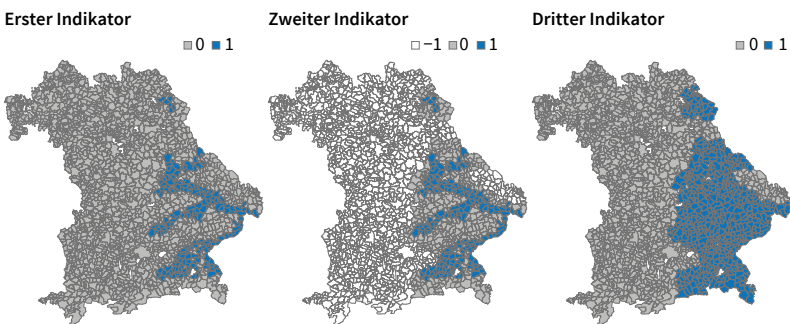 Erster Indikator
0 1
Zweiter Indikator
−1 0 1
Dritter Indikator
0 1